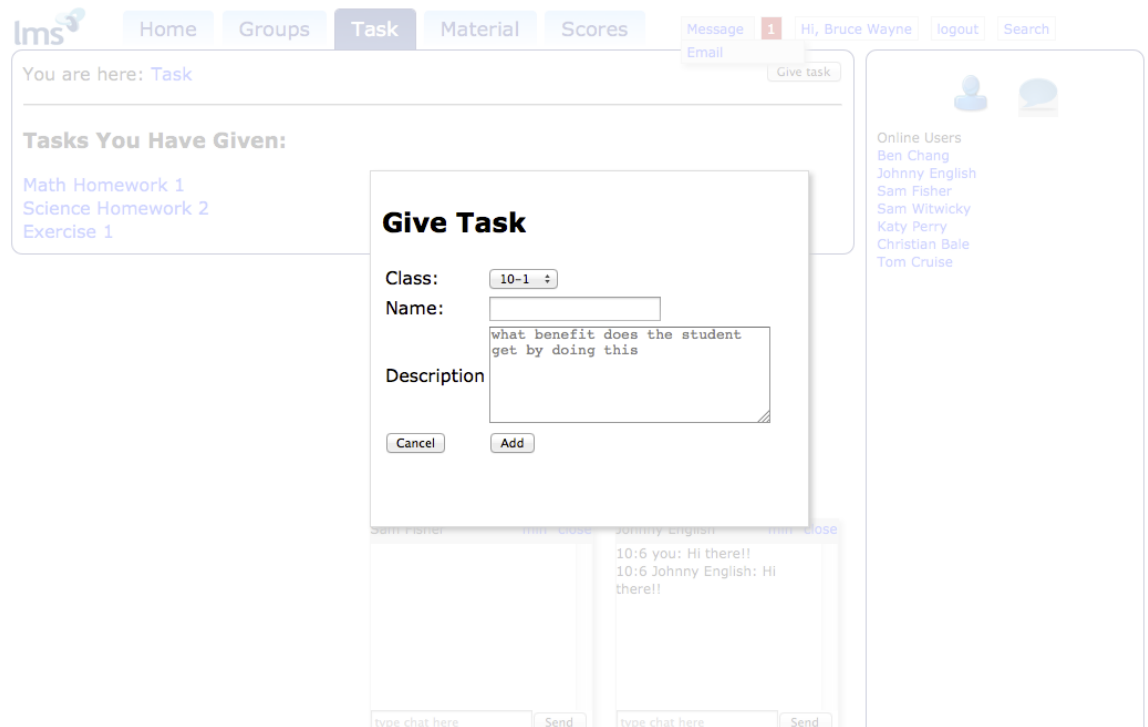 lms
Home Groups Task Material Scores
Message 1 Hi, Bruce Wayne logout Search
Email
You are here: Task
Give task
Tasks You Have Given:
Math Homework 1
Science Homework 2
Exercise 1
Give Task
Class: 10-1
Name:
Description
what benefit does the student
get by doing this
Cancel Add
Online Users
Ben Chang
Johnny English
Sam Fisher
Sam Witwicky
Katy Perry
Christian Bale
Tom Cruise
Sam Fisher min close
type chat here Send
Johnny English min close
10:6 you: Hi there!!
10:6 Johnny English: Hi
there!!
type chat here Send